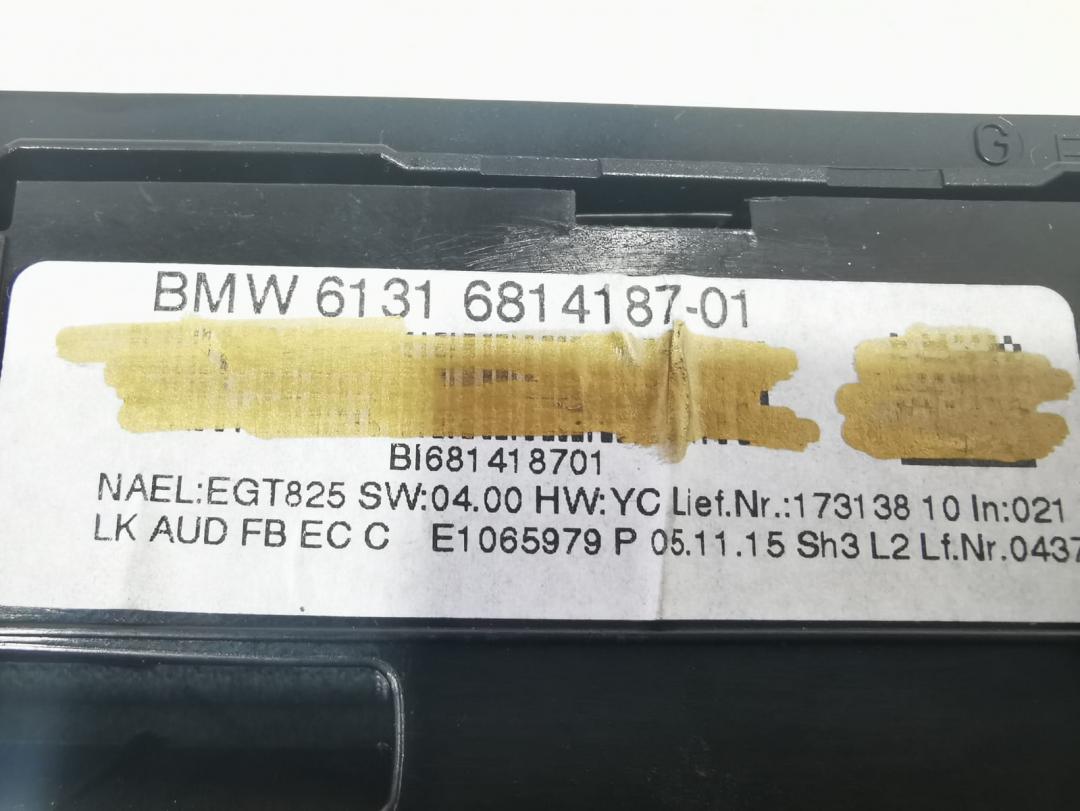 G
BMW 6131 6814187-01
BI681418701
NAEL:EGT825 SW:04.00 HW:YC Lief.Nr.:173138 10 In:021
LK AUD FB EC C E1065979 P 05.11.15 Sh3 L2 Lf.Nr.0437